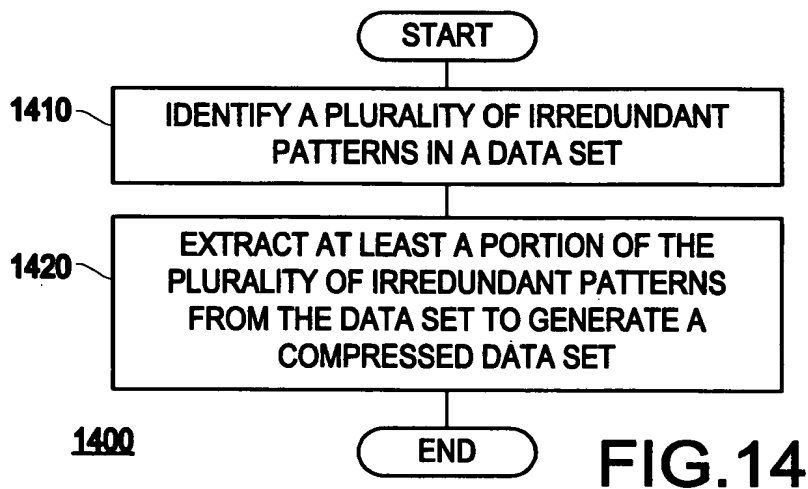 START
1410
IDENTIFY A PLURALITY OF IRREDUNDANT
PATTERNS IN A DATA SET
1420
EXTRACT AT LEAST A PORTION OF THE
PLURALITY OF IRREDUNDANT PATTERNS
FROM THE DATA SET TO GENERATE A
COMPRESSED DATA SET
1400
END
FIG.14